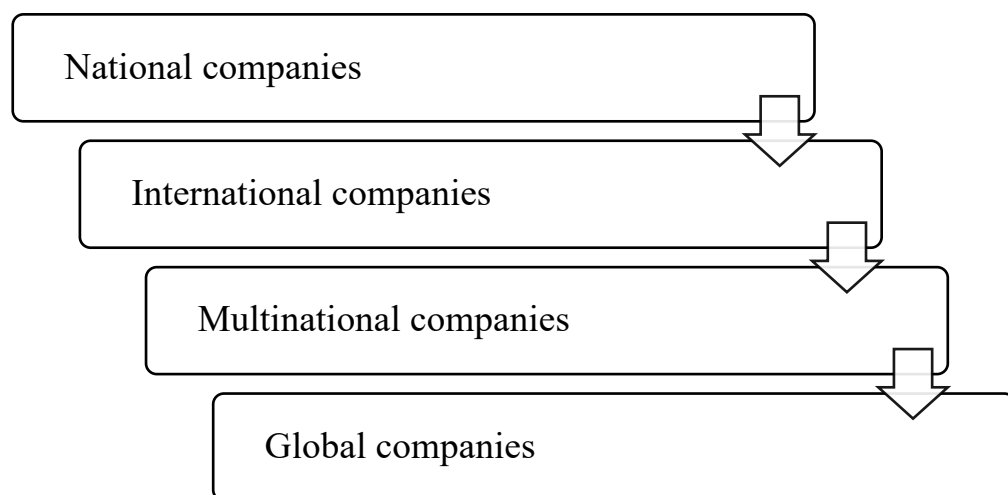 National companies
International companies
Multinational companies
Global companies